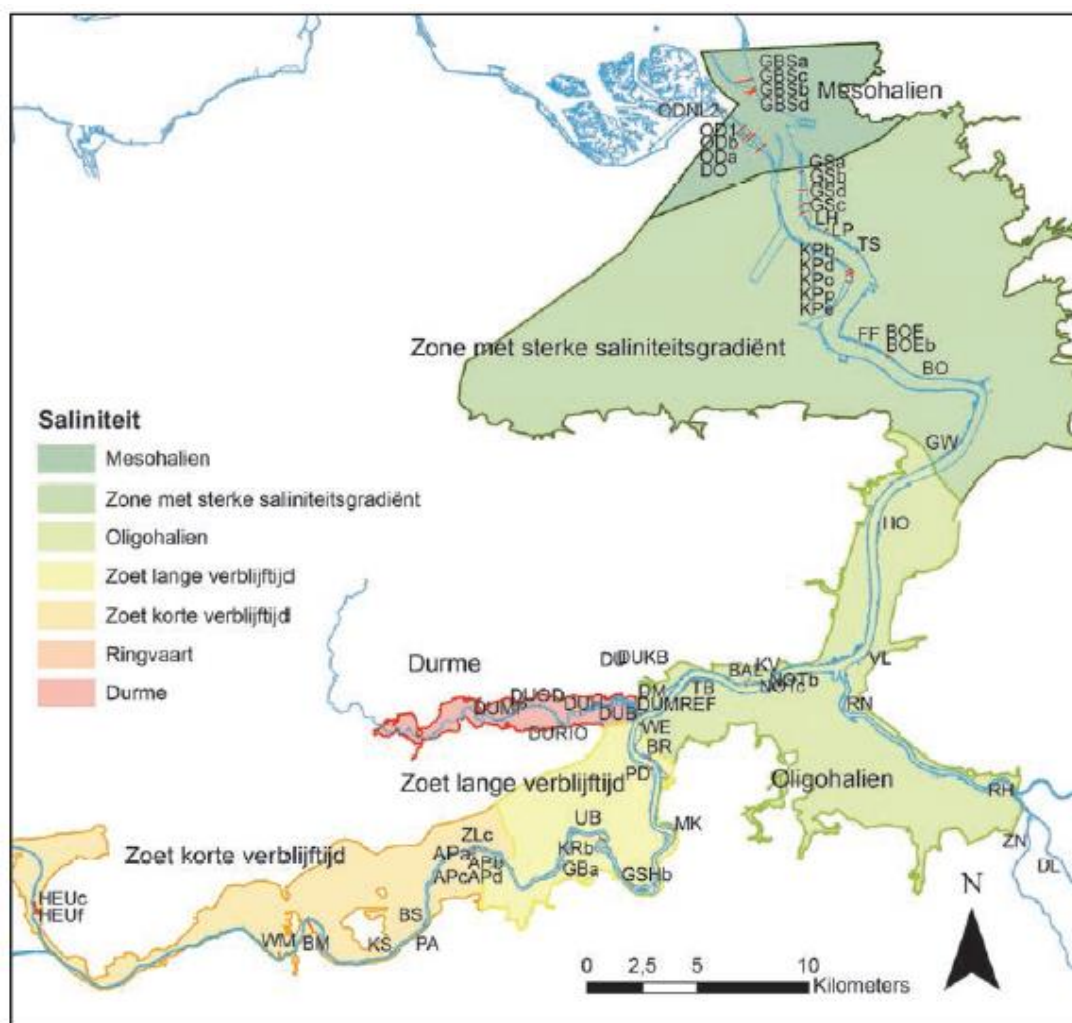 GBSa
GBSc
GBSb
GBSd
Mesohalien
ODNL2
OD1
ODb
ODa
DO
GSa
GSb
GSd
GSc
LH
LP
TS
KPb
KPd
KPc
KPp
KPe
FF
BOE
BOEb
BO
Zone met sterke saliniteitsgradiënt
GW
Saliniteit
Mesohalien
Zone met sterke saliniteitsgradiënt
Oligohalien
Zoet lange verblijftijd
Zoet korte verblijftijd
Ringvaart
Durme
HO
Durme
DUKB
BAL
KV
NOTb
VL
DM
TB
DUOD
DUMP
DUB
DUMREF
DURIO
WE
BR
RN
PD
Zoet lange verblijftijd
Oligohalien
RH
UB
MK
ZN
DL
ZLc
KRb
GBa
GSHb
Zoet korte verblijftijd
APa
APb
APc
APd
HEUc
HEUf
BS
WM
BM
KS
PA
N
0 2,5 5 10
Kilometers